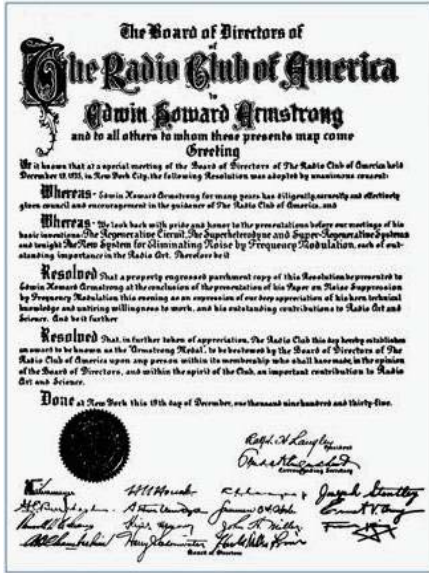 The Board of Directors of
of
The Radio Club of America
to
Edwin Howard Armstrong
and to all others to whom these presents may come
Greeting
Be it known that at a special meeting of the Board of Directors of The Radio Club of America held
December 19, 1935, in New York City, the following Resolution was adopted by unanimous consent:
Whereas - Edwin Howard Armstrong for many years has diligently, earnestly and effectively
given council and encouragement in the guidance of The Radio Club of America, and
Whereas - We look back with pride and honor to the presentations before our meetings of his
basic inventions: The Regenerative Circuit, The Superheterodyne and Super-Regenerative Systems
and tonight The New System for Eliminating Noise by Frequency Modulation, each of out-
standing importance in the Radio Art. Therefore be it
Resolved That a properly engrossed parchment copy of this Resolution be presented to
Edwin Howard Armstrong at the conclusion of the presentation of his Paper on Noise Suppression
by Frequency Modulation this evening as an expression of our deep appreciation of his keen technical
knowledge and untiring willingness to work, and his outstanding contributions to Radio Art and
Science. And be it further
Resolved That, in further token of appreciation, The Radio Club this day hereby establishes
an award to be known as the "Armstrong Medal", to be bestowed by the Board of Directors of The
Radio Club of America upon any person within its membership who shall have made, in the opinion
of the Board of Directors, and within the spirit of the Club, an important contribution to Radio
Art and Science.
Done at New York this 19th day of December, one thousand nine hundred and thirty-five.
Ralph H Langley
President
Corresponding Secretary
John H. Miller
Harry Sadenwater
Board of Directors